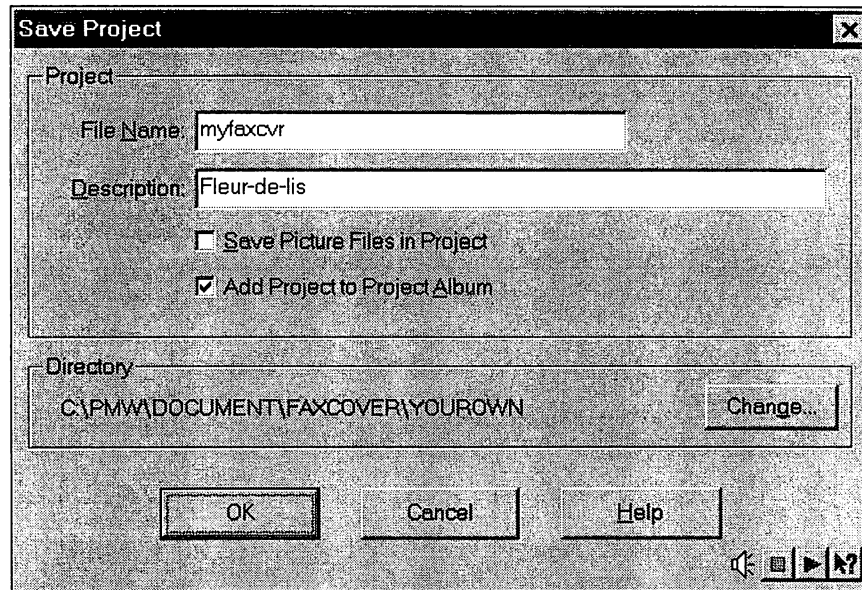 Save Project
Project
File Name: myfaxcvr
Description: Fleur-de-lis
Save Picture Files in Project
Add Project to Project Album
Directory
C:\PMW\DOCUMENT\FAXCOVER\YOUROWN Change...
OK Cancel Help